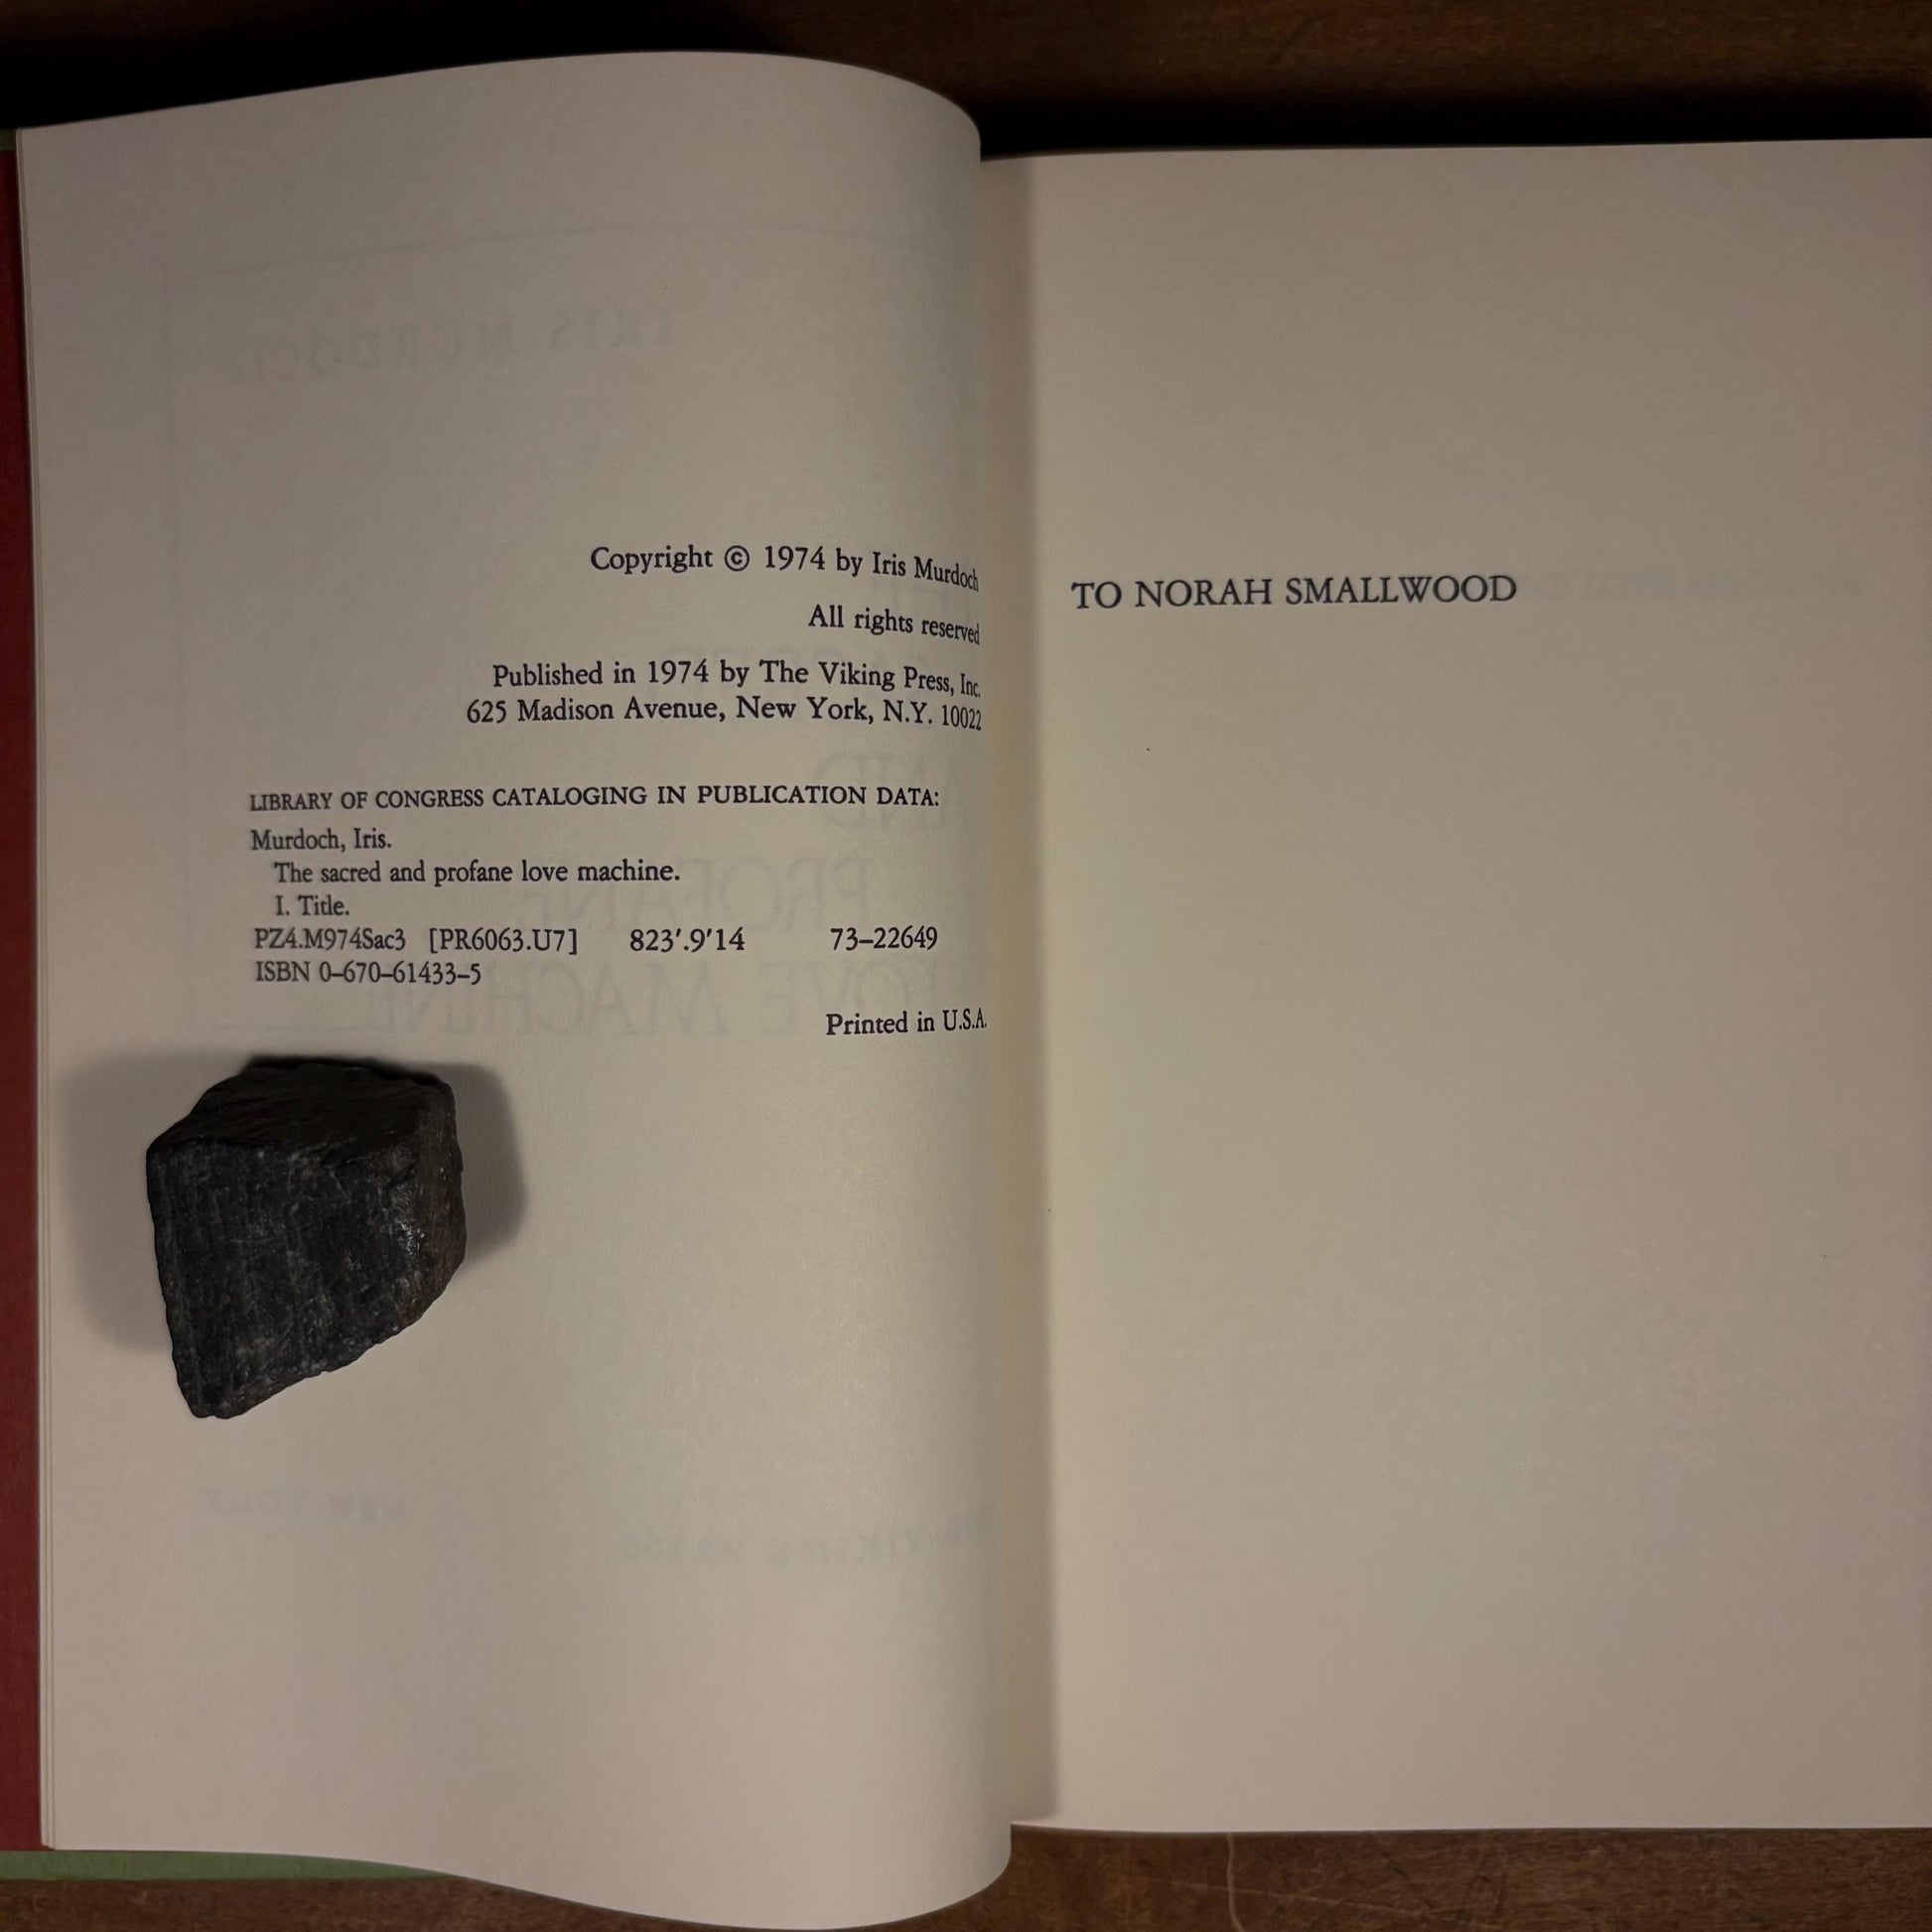 Copyright © 1974 by Iris Murdoch
All rights reserved
Published in 1974 by The Viking Press, Inc.
625 Madison Avenue, New York, N.Y. 10022
LIBRARY OF CONGRESS CATALOGING IN PUBLICATION DATA:
Murdoch, Iris.
The sacred and profane love machine.
I. Title.
PZ4.M974Sac3 [PR6063.U7] 823'.9'14 73–22649
ISBN 0–670–61433–5
Printed in U.S.A.
TO NORAH SMALLWOOD